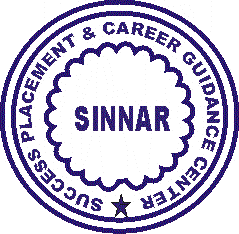 SUCCESS PLACEMENT & CAREER GUIDANCE CENTER
SINNAR